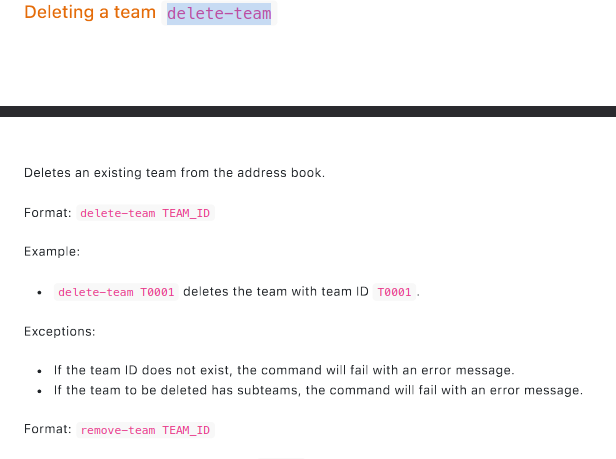 Deleting a team delete-team
Deletes an existing team from the address book.
Format: delete-team TEAM_ID
Example:
• delete-team T0001 deletes the team with team ID T0001 .
Exceptions:
• If the team ID does not exist, the command will fail with an error message.
• If the team to be deleted has subteams, the command will fail with an error message.
Format: remove-team TEAM_ID